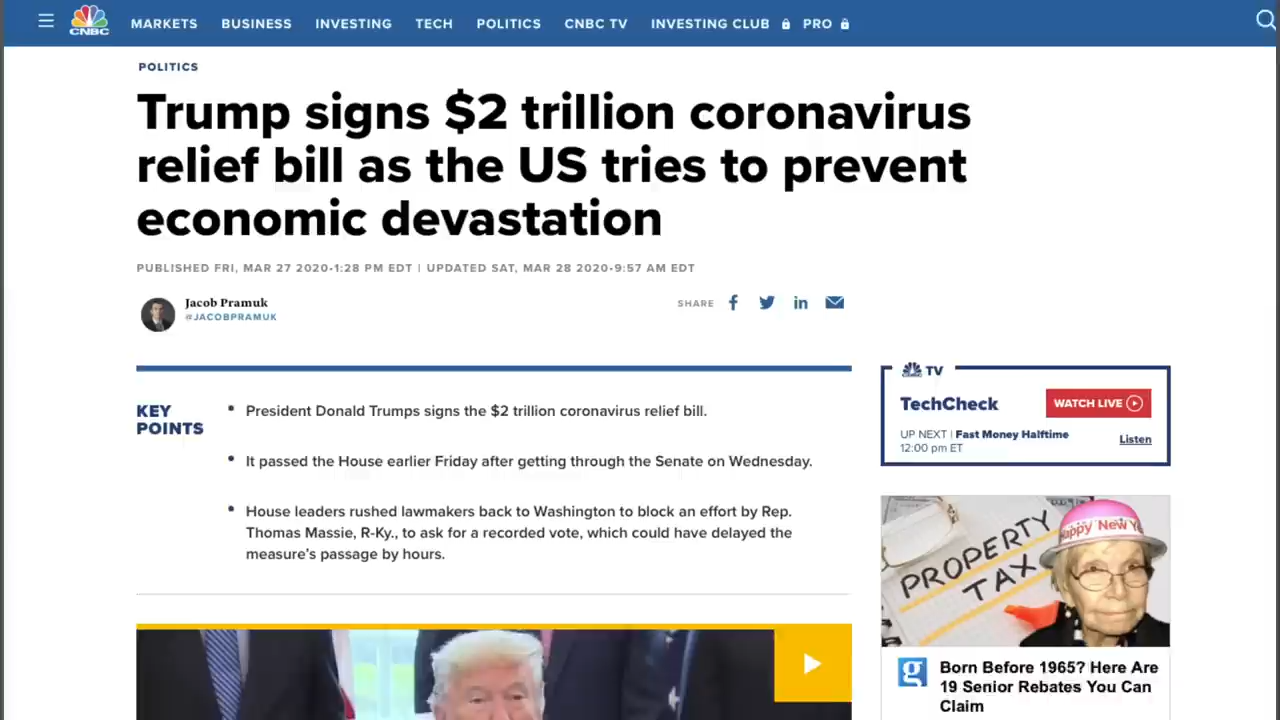 CNBC
MARKETS BUSINESS INVESTING TECH POLITICS CNBC TV INVESTING CLUB PRO
POLITICS
Trump signs $2 trillion coronavirus
relief bill as the US tries to prevent
economic devastation
PUBLISHED FRI, MAR 27 2020•1:28 PM EDT | UPDATED SAT, MAR 28 2020•9:57 AM EDT
Jacob Pramuk
@JACOBPRAMUK
SHARE
KEY
POINTS
• President Donald Trumps signs the $2 trillion coronavirus relief bill.
• It passed the House earlier Friday after getting through the Senate on Wednesday.
• House leaders rushed lawmakers back to Washington to block an effort by Rep.
Thomas Massie, R-Ky., to ask for a recorded vote, which could have delayed the
measure's passage by hours.
TV
TechCheck
WATCH LIVE
UP NEXT | Fast Money Halftime
12:00 pm ET
Listen
PROPERTY
TAX
Happy New
Born Before 1965? Here Are
19 Senior Rebates You Can
Claim